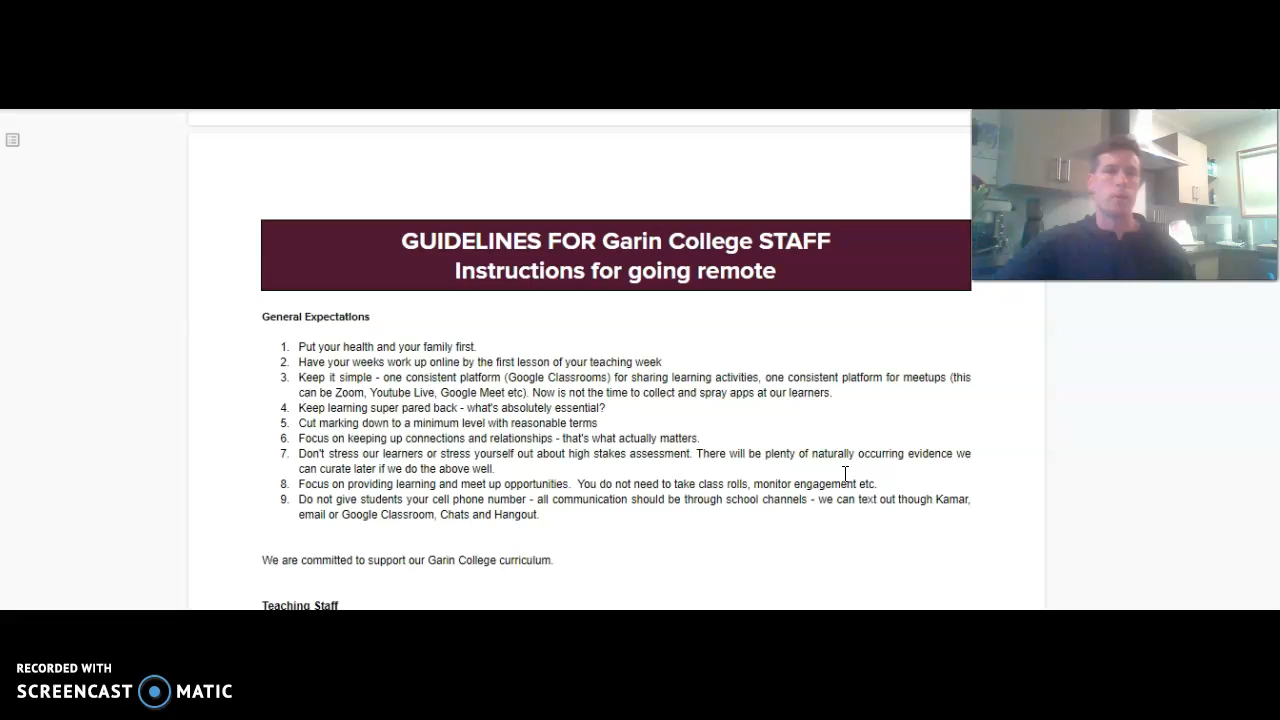 GUIDELINES FOR Garin College STAFF
Instructions for going remote
General Expectations
1. Put your health and your family first.
2. Have your weeks work up online by the first lesson of your teaching week
3. Keep it simple - one consistent platform (Google Classrooms) for sharing learning activities, one consistent platform for meetups (this
can be Zoom, Youtube Live, Google Meet etc). Now is not the time to collect and spray apps at our learners.
4. Keep learning super pared back - what's absolutely essential?
5. Cut marking down to a minimum level with reasonable terms
6. Focus on keeping up connections and relationships - that's what actually matters.
7. Don't stress our learners or stress yourself out about high stakes assessment. There will be plenty of naturally occurring evidence we
can curate later if we do the above well.
8. Focus on providing learning and meet up opportunities. You do not need to take class rolls, monitor engagement etc.
9. Do not give students your cell phone number - all communication should be through school channels - we can text out though Kamar,
email or Google Classroom, Chats and Hangout.
We are committed to support our Garin College curriculum.
Teaching Staff
RECORDED WITH
SCREENCAST MATIC